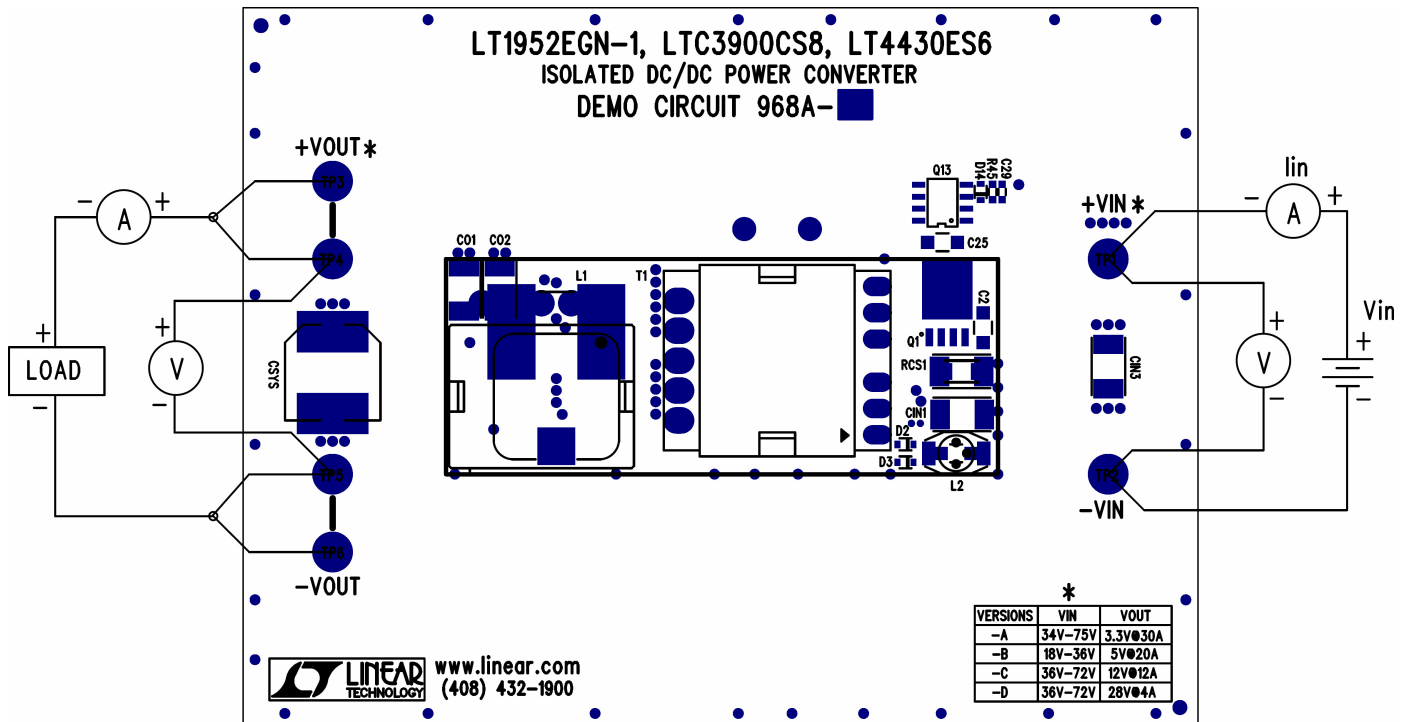 LT1952EGN-1, LTC3900CS8, LT4430ES6
ISOLATED DC/DC POWER CONVERTER
DEMO CIRCUIT 968A-
+VOUT*
TP3
TP4
- A +
CO1 CO2
L1
T1
Q13
D14
R45
C29
C25
C2
Q1
RCS1
CIN1
D2
D3
L2
+VIN*
TP1
Iin
- A +
Vin
+
-
+
V
-
CIN3
TP2
-VIN
+
LOAD
-
+
V
-
CSYS
TP5
TP6
-VOUT
*
VERSIONS VIN VOUT
-A 34V-75V 3.3V@30A
-B 18V-36V 5V@20A
-C 36V-72V 12V@12A
-D 36V-72V 28V@4A
LINEAR
TECHNOLOGY
www.linear.com
(408) 432-1900